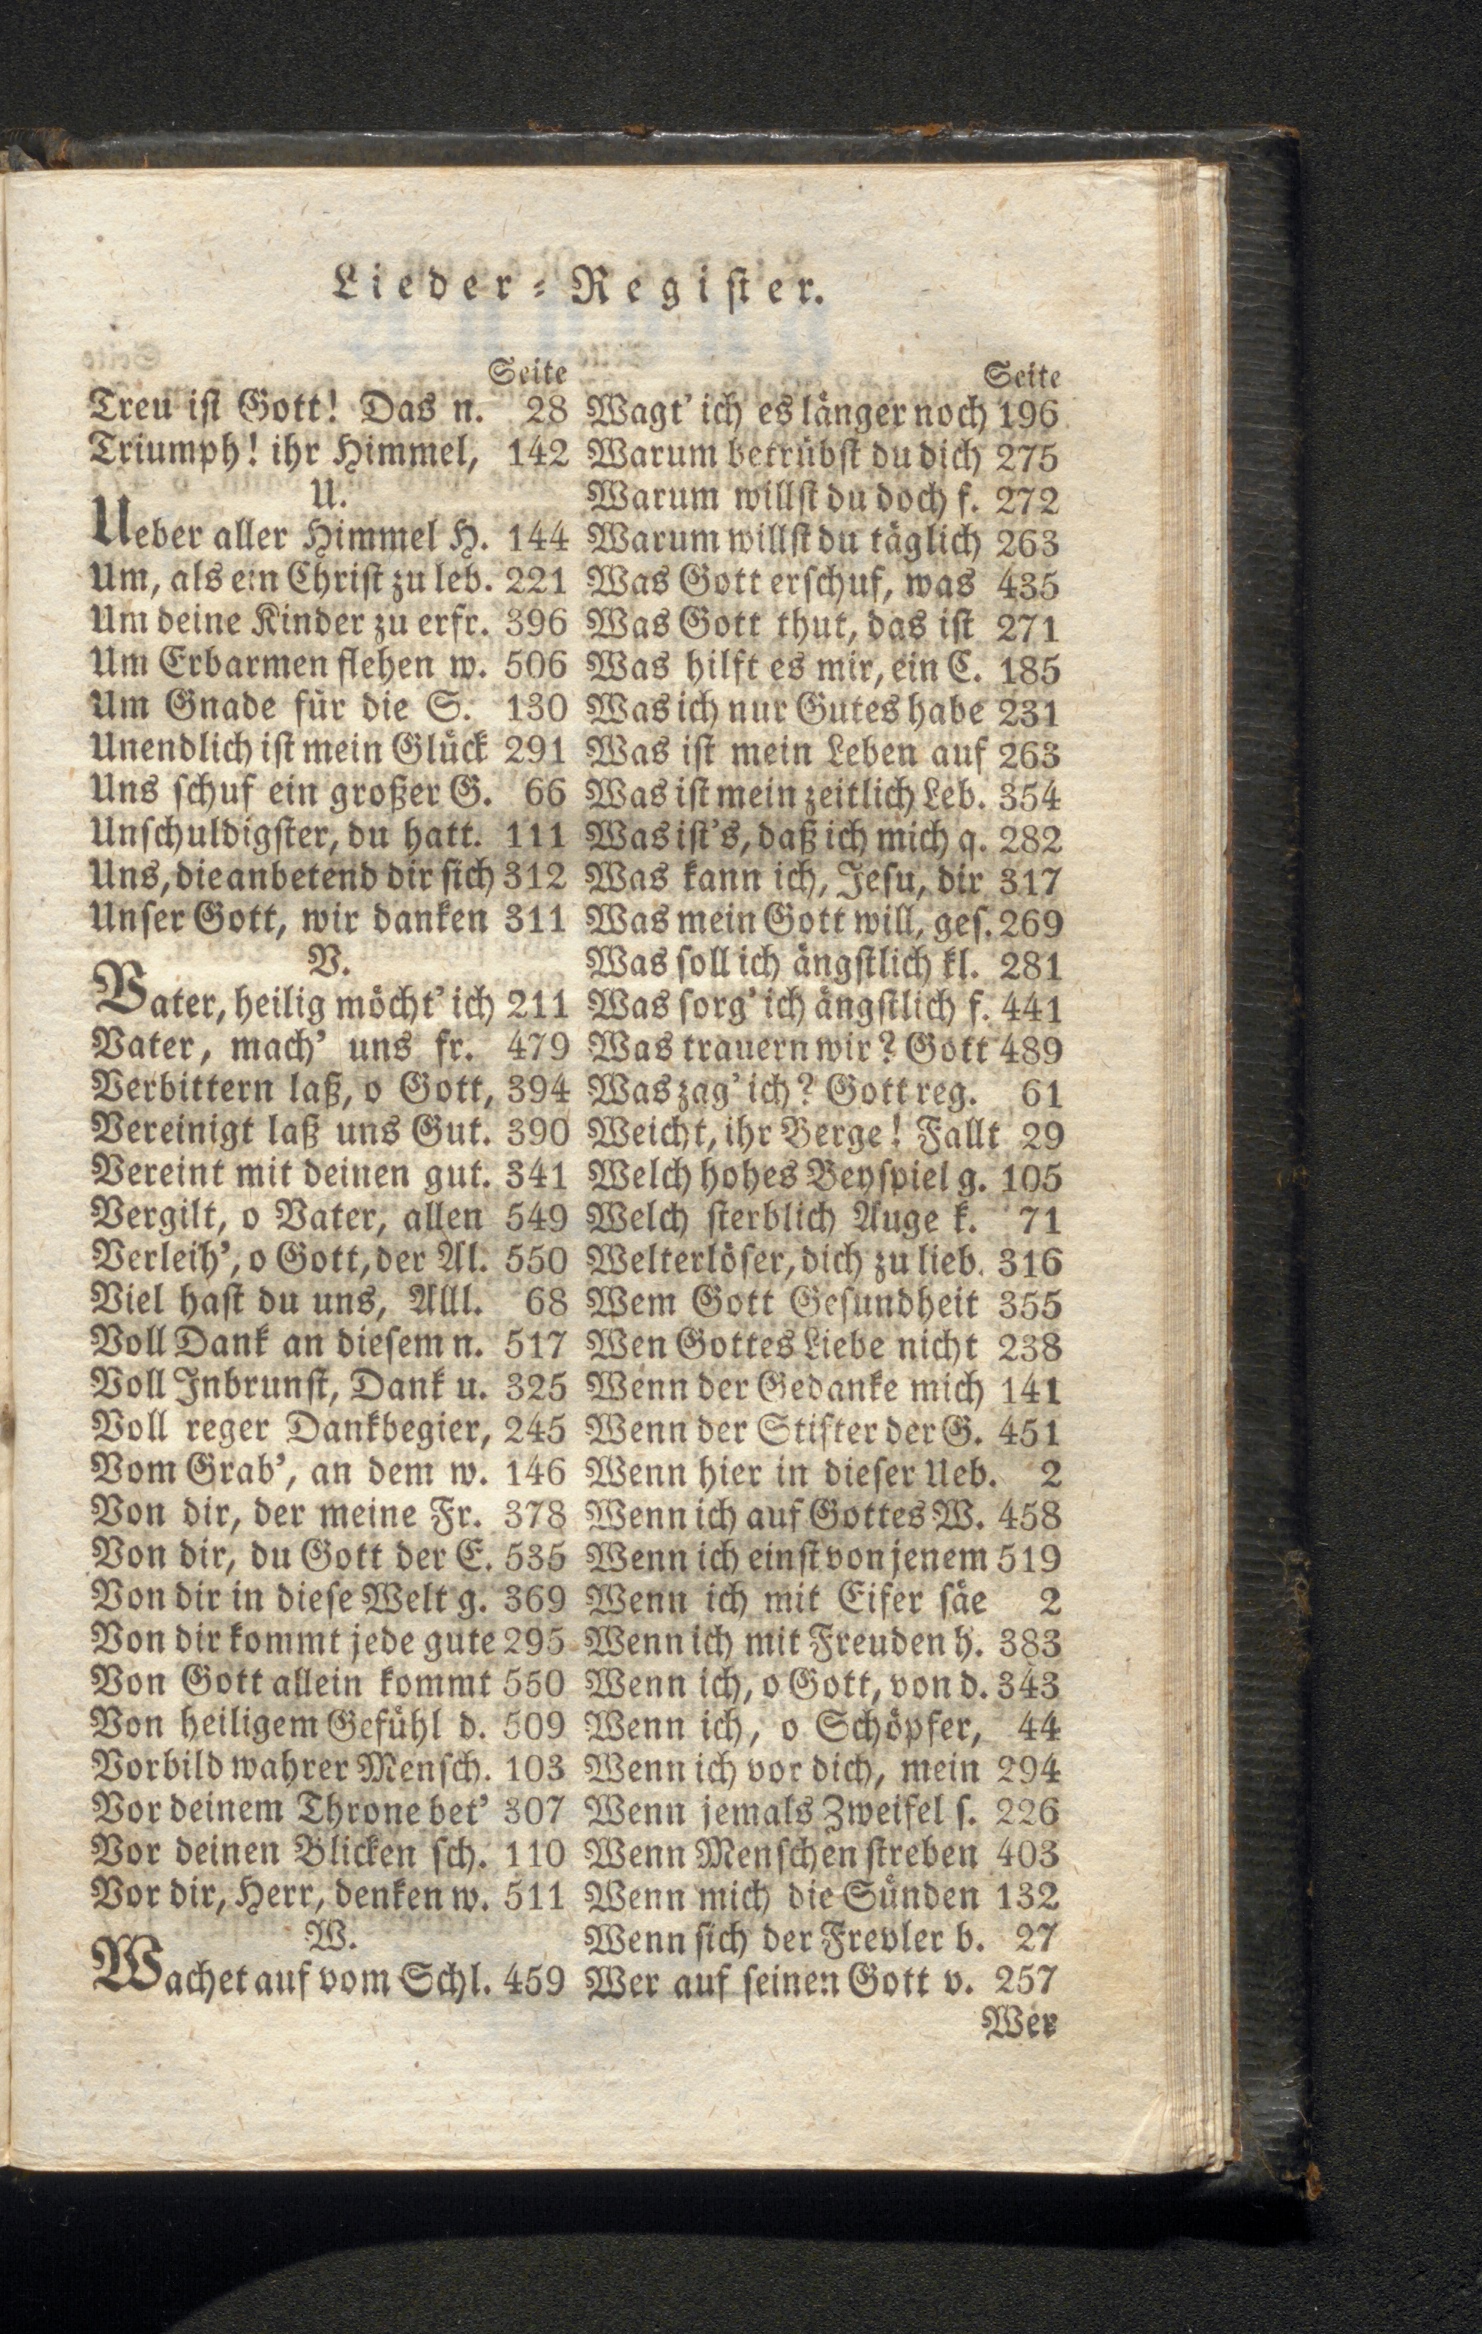 Lieder-Register.
Seite
Treu ist Gott! Das n. 28
Triumph! ihr Himmel, 142
U.
Ueber aller Himmel H. 144
Um, als ein Christ zu leb. 221
Um deine Kinder zu erfr. 396
Um Erbarmen flehen w. 506
Um Gnade für die S. 130
Unendlich ist mein Glück 291
Uns schuf ein großer G. 66
Unschuldigster, du hatt. 111
Uns, die anbetend dir sich 312
Unser Gott, wir danken 311
V.
Vater, heilig möcht' ich 211
Vater, mach' uns fr. 479
Verbittern laß, o Gott, 394
Vereinigt laß uns Gut. 390
Vereint mit deinen gut. 341
Vergilt, o Vater, allen 549
Verleih', o Gott, der Al. 550
Viel hast du uns, Alll. 68
Voll Dank an diesem n. 517
Voll Inbrunst, Dank u. 325
Voll reger Dankbegier, 245
Vom Grab', an dem w. 146
Von dir, der meine Fr. 378
Von dir, du Gott der E. 535
Von dir in diese Welt g. 369
Von dir kommt jede gute 295
Von Gott allein kommt 550
Von heiligem Gefühl d. 509
Vorbild wahrer Mensch. 103
Vor deinem Throne bet' 307
Vor deinen Blicken sch. 110
Vor dir, Herr, denken w. 511
W.
Wachet auf vom Schl. 459
Seite
Wagt' ich es länger noch 196
Warum betrübst du dich 275
Warum willst du doch f. 272
Warum willst du täglich 263
Was Gott erschuf, was 435
Was Gott thut, das ist 271
Was hilft es mir, ein C. 185
Was ich nur Gutes habe 231
Was ist mein Leben auf 263
Was ist mein zeitlich Leb. 354
Was ist's, daß ich mich q. 282
Was kann ich, Jesu, dir 317
Was mein Gott will, ges. 269
Was soll ich ängstlich kl. 281
Was sorg' ich ängstlich f. 441
Was trauern wir? Gott 489
Was zag' ich? Gott reg. 61
Weicht, ihr Berge! Fallt 29
Welch hohes Beyspiel g. 105
Welch sterblich Auge k. 71
Welterlöser, dich zu lieb. 316
Wem Gott Gesundheit 355
Wen Gottes Liebe nicht 238
Wenn der Gedanke mich 141
Wenn der Stifter der G. 451
Wenn hier in dieser Ueb. 2
Wenn ich auf Gottes W. 458
Wenn ich einst von jenem 519
Wenn ich mit Eifer säe 2
Wenn ich mit Freuden h. 383
Wenn ich, o Gott, von d. 343
Wenn ich, o Schöpfer, 44
Wenn ich vor dich, mein 294
Wenn jemals Zweifel s. 226
Wenn Menschen streben 403
Wenn mich die Sünden 132
Wenn sich der Frevler b. 27
Wer auf seinen Gott v. 257
Wer